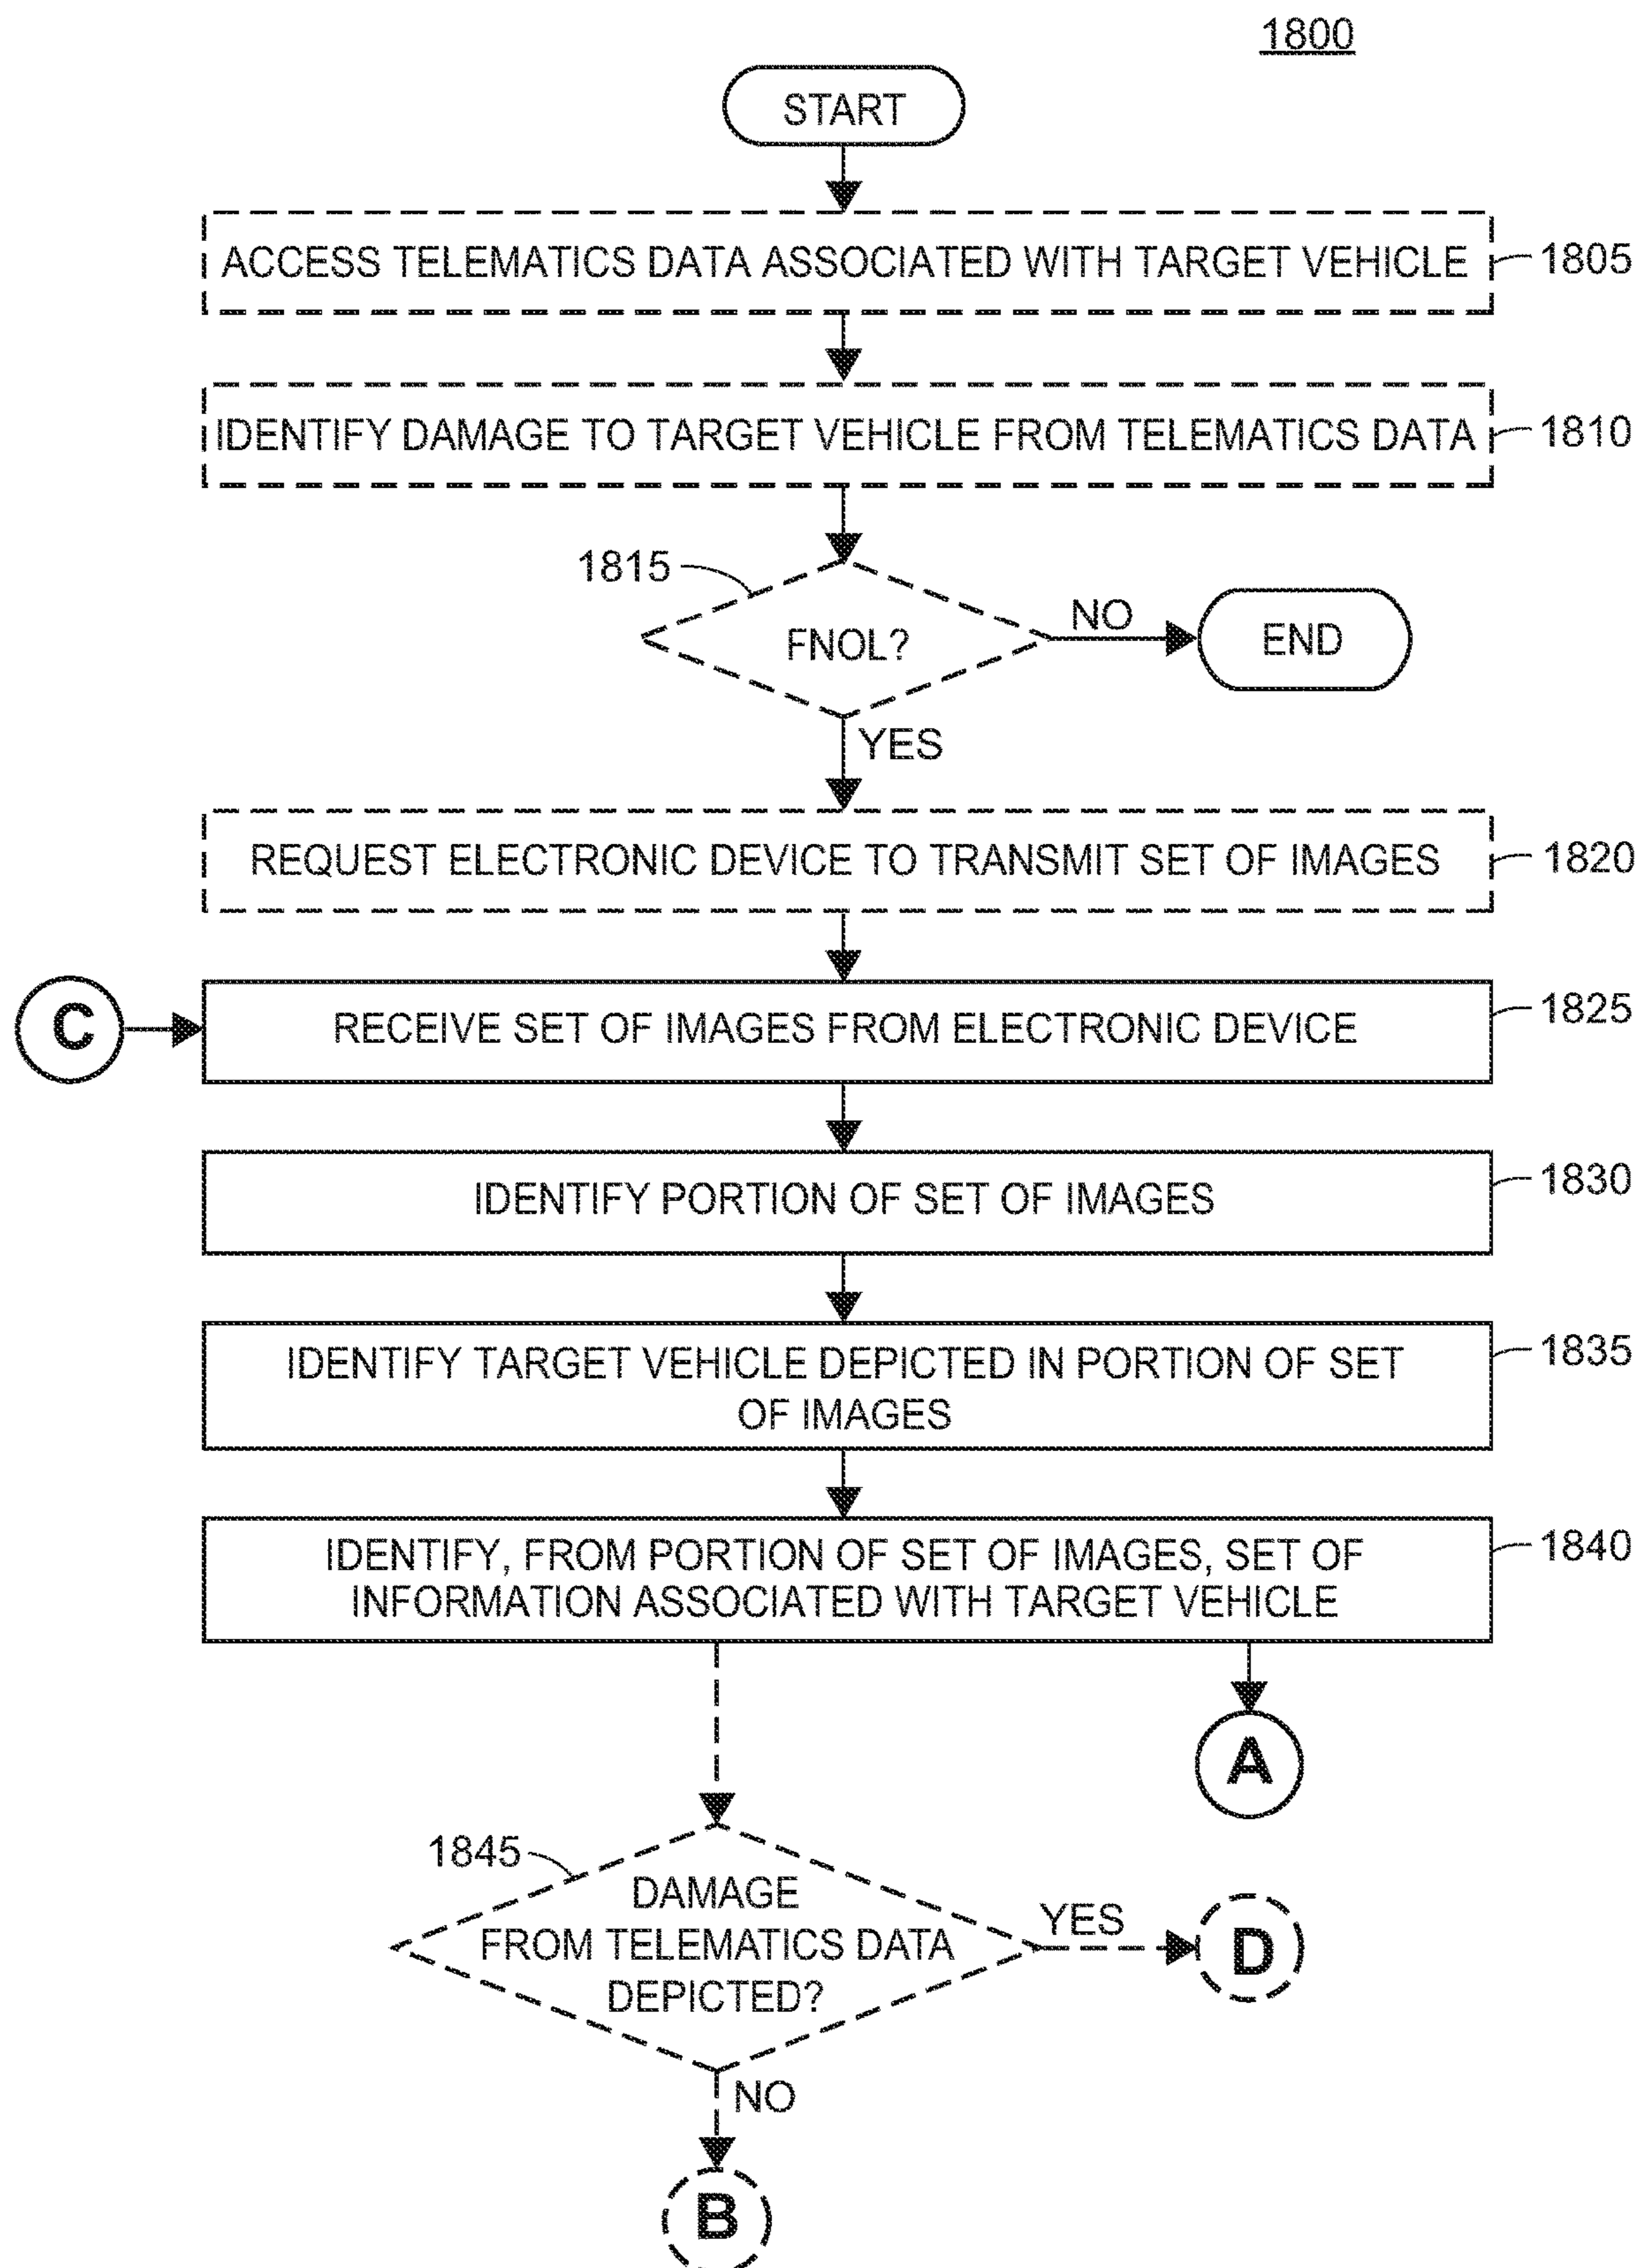 1800
START
ACCESS TELEMATICS DATA ASSOCIATED WITH TARGET VEHICLE
1805
IDENTIFY DAMAGE TO TARGET VEHICLE FROM TELEMATICS DATA
1810
1815
FNOL?
NO
END
YES
REQUEST ELECTRONIC DEVICE TO TRANSMIT SET OF IMAGES
1820
C
RECEIVE SET OF IMAGES FROM ELECTRONIC DEVICE
1825
IDENTIFY PORTION OF SET OF IMAGES
1830
IDENTIFY TARGET VEHICLE DEPICTED IN PORTION OF SET
OF IMAGES
1835
IDENTIFY, FROM PORTION OF SET OF IMAGES, SET OF
INFORMATION ASSOCIATED WITH TARGET VEHICLE
1840
A
1845
DAMAGE
FROM TELEMATICS DATA
DEPICTED?
YES
D
NO
B